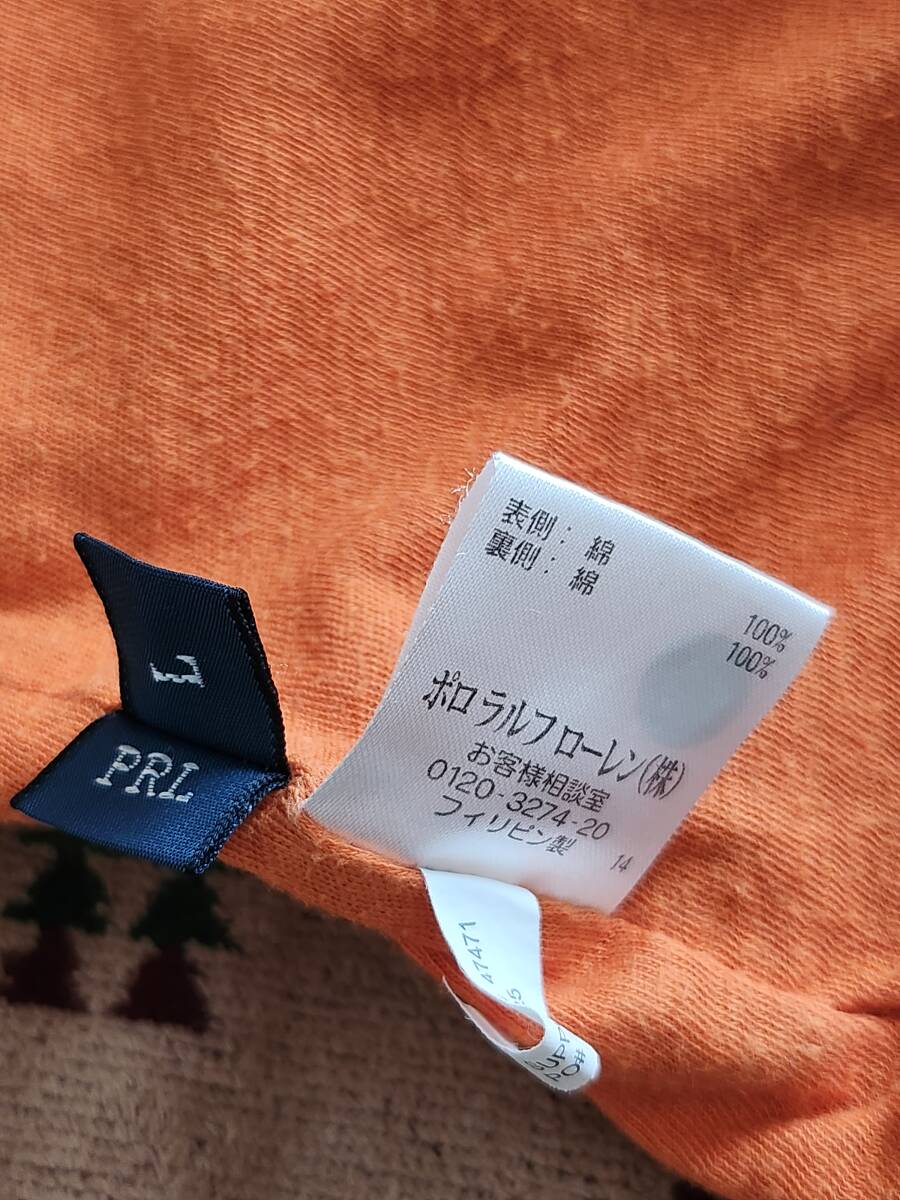 表側： 綿 100%
裏側： 綿 100%
ポロ ラルフ ローレン(株)
お客様相談室
0120-3274-20
フィリピン製
14
L
PRL
47471